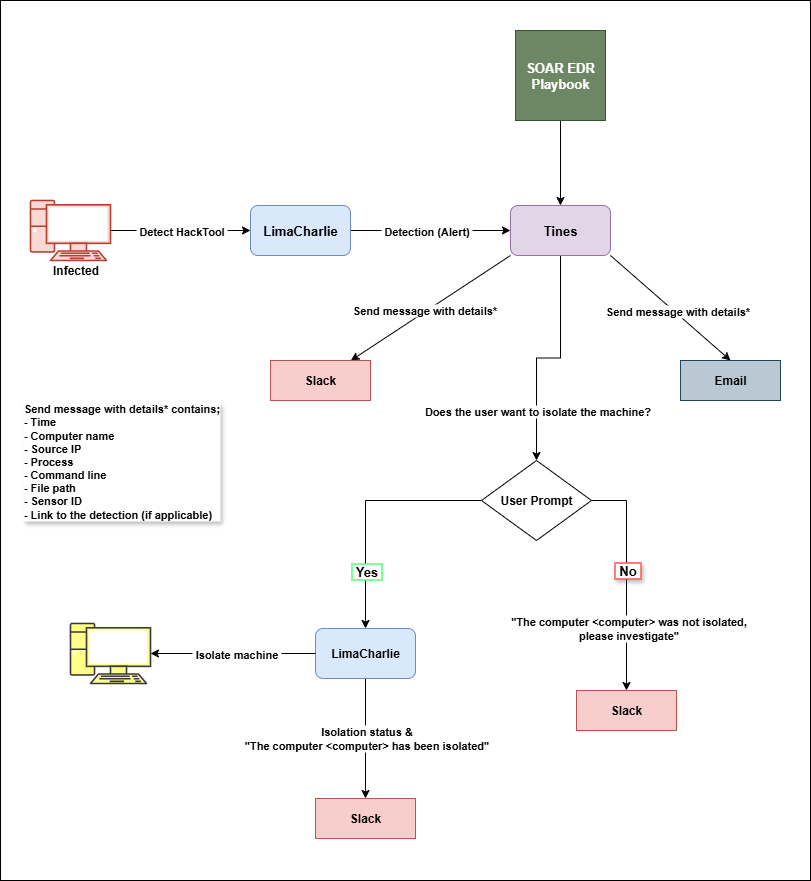 SOAR EDR
Playbook
Detect HackTool
LimaCharlie
Detection (Alert)
Tines
Infected
Send message with details*
Send message with details*
Slack
Email
Does the user want to isolate the machine?
Send message with details* contains;
- Time
- Computer name
- Source IP
- Process
- Command line
- File path
- Sensor ID
- Link to the detection (if applicable)
User Prompt
Yes
No
"The computer <computer> was not isolated,
please investigate"
Isolate machine
LimaCharlie
Slack
Isolation status &
"The computer <computer> has been isolated"
Slack